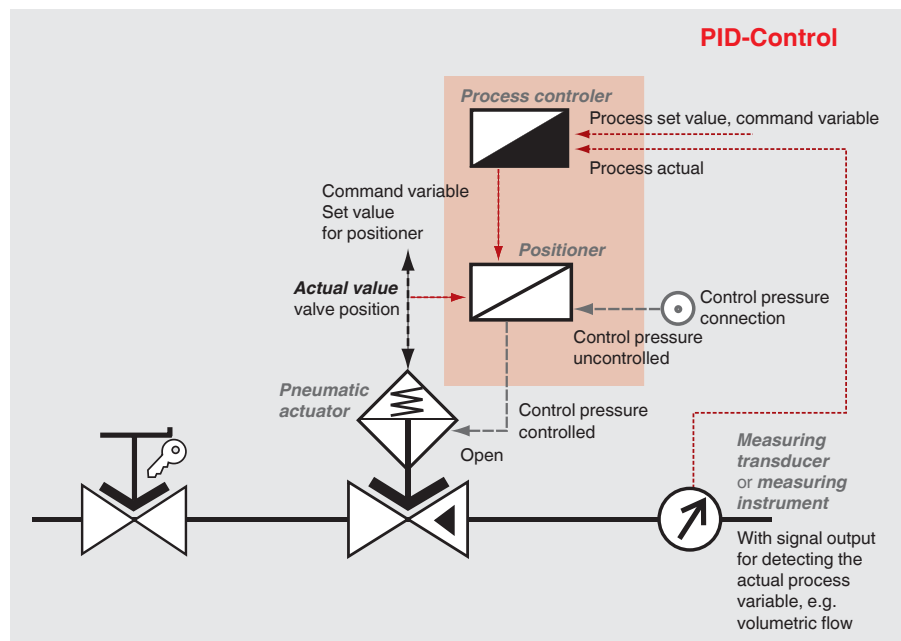 PID-Control
Process controler
Process set value, command variable
Process actual
Command variable
Set value
for positioner
Positioner
Actual value
valve position
Control pressure
connection
Control pressure
uncontrolled
Pneumatic
actuator
Control pressure
controlled
Open
Measuring
transducer
or measuring
instrument
With signal output
for detecting the
actual process
variable, e.g.
volumetric flow